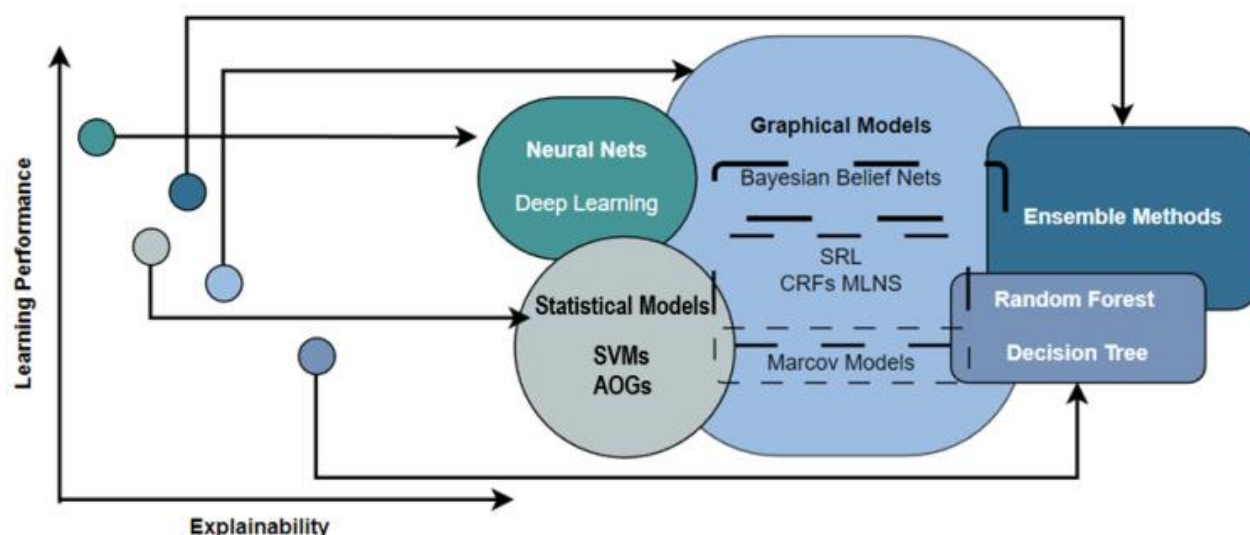 Learning Performance
Explainability
Neural Nets
Deep Learning
Statistical Models
SVMs
AOGs
Graphical Models
Bayesian Belief Nets
SRL
CRFs MLNS
Marcov Models
Ensemble Methods
Random Forest
Decision Tree